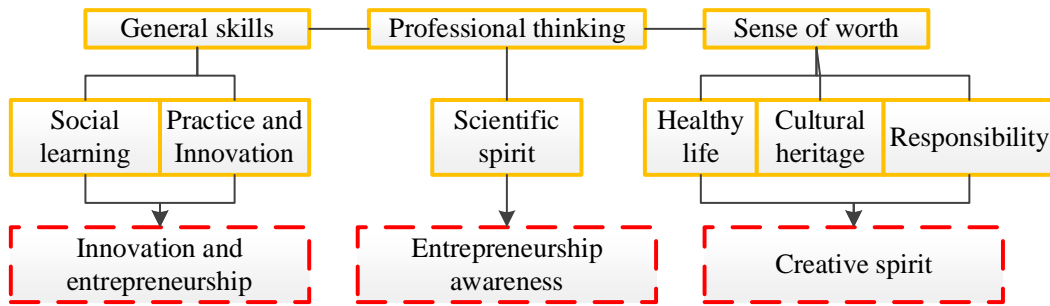 General skills
Professional thinking
Sense of worth
Social
learning
Practice and
Innovation
Scientific
spirit
Healthy
life
Cultural
heritage
Responsibility
Innovation and
entrepreneurship
Entrepreneurship
awareness
Creative spirit